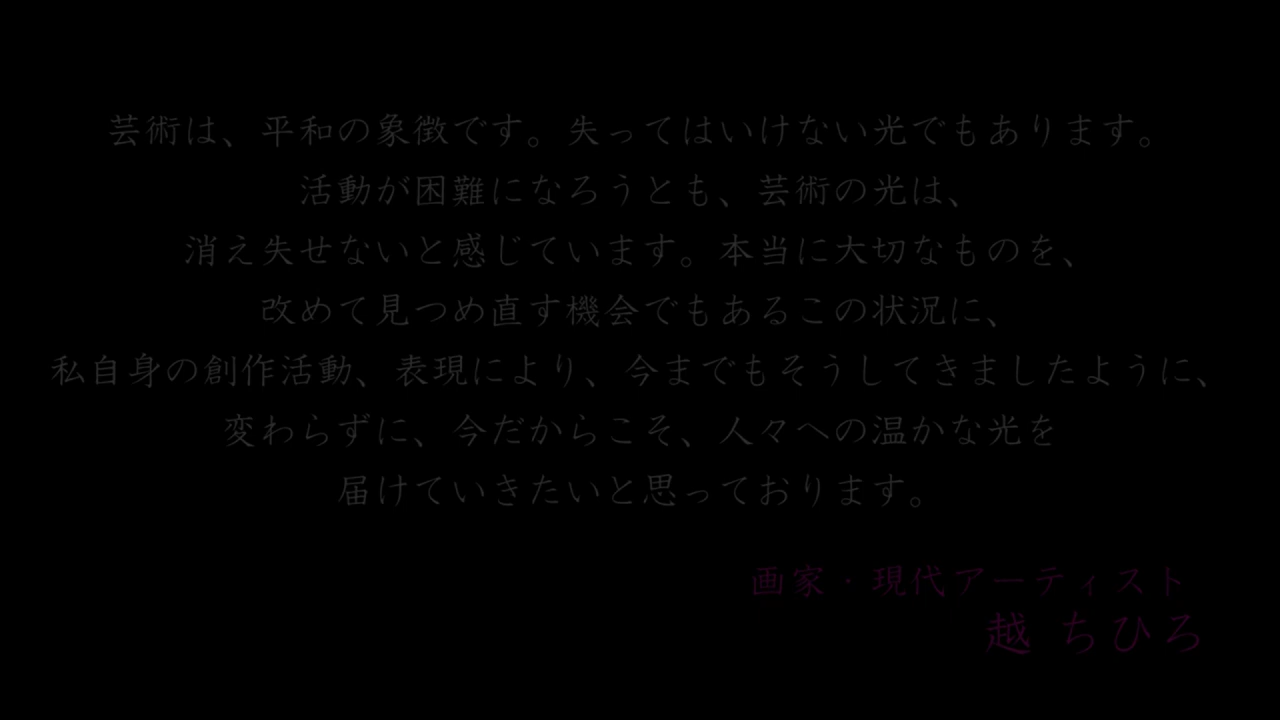 芸術は、平和の象徴です。失ってはいけない光でもあります。
活動が困難になろうとも、芸術の光は、
消え失せないと感じています。本当に大切なものを、
改めて見つめ直す機会でもあるこの状況に、
私自身の創作活動、表現により、今までもそうしてきましたように、
変わらずに、今だからこそ、人々への温かな光を
届けていきたいと思っております。
画家・現代アーティスト
越 ちひろ